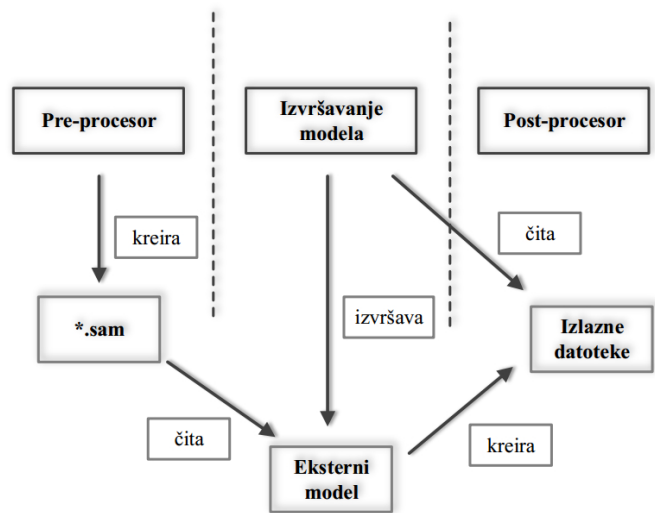 Pre-procesor
Izvršavanje
modela
Post-procesor
kreira
čita
*.sam
izvršava
Izlazne
datoteke
čita
kreira
Eksterni
model